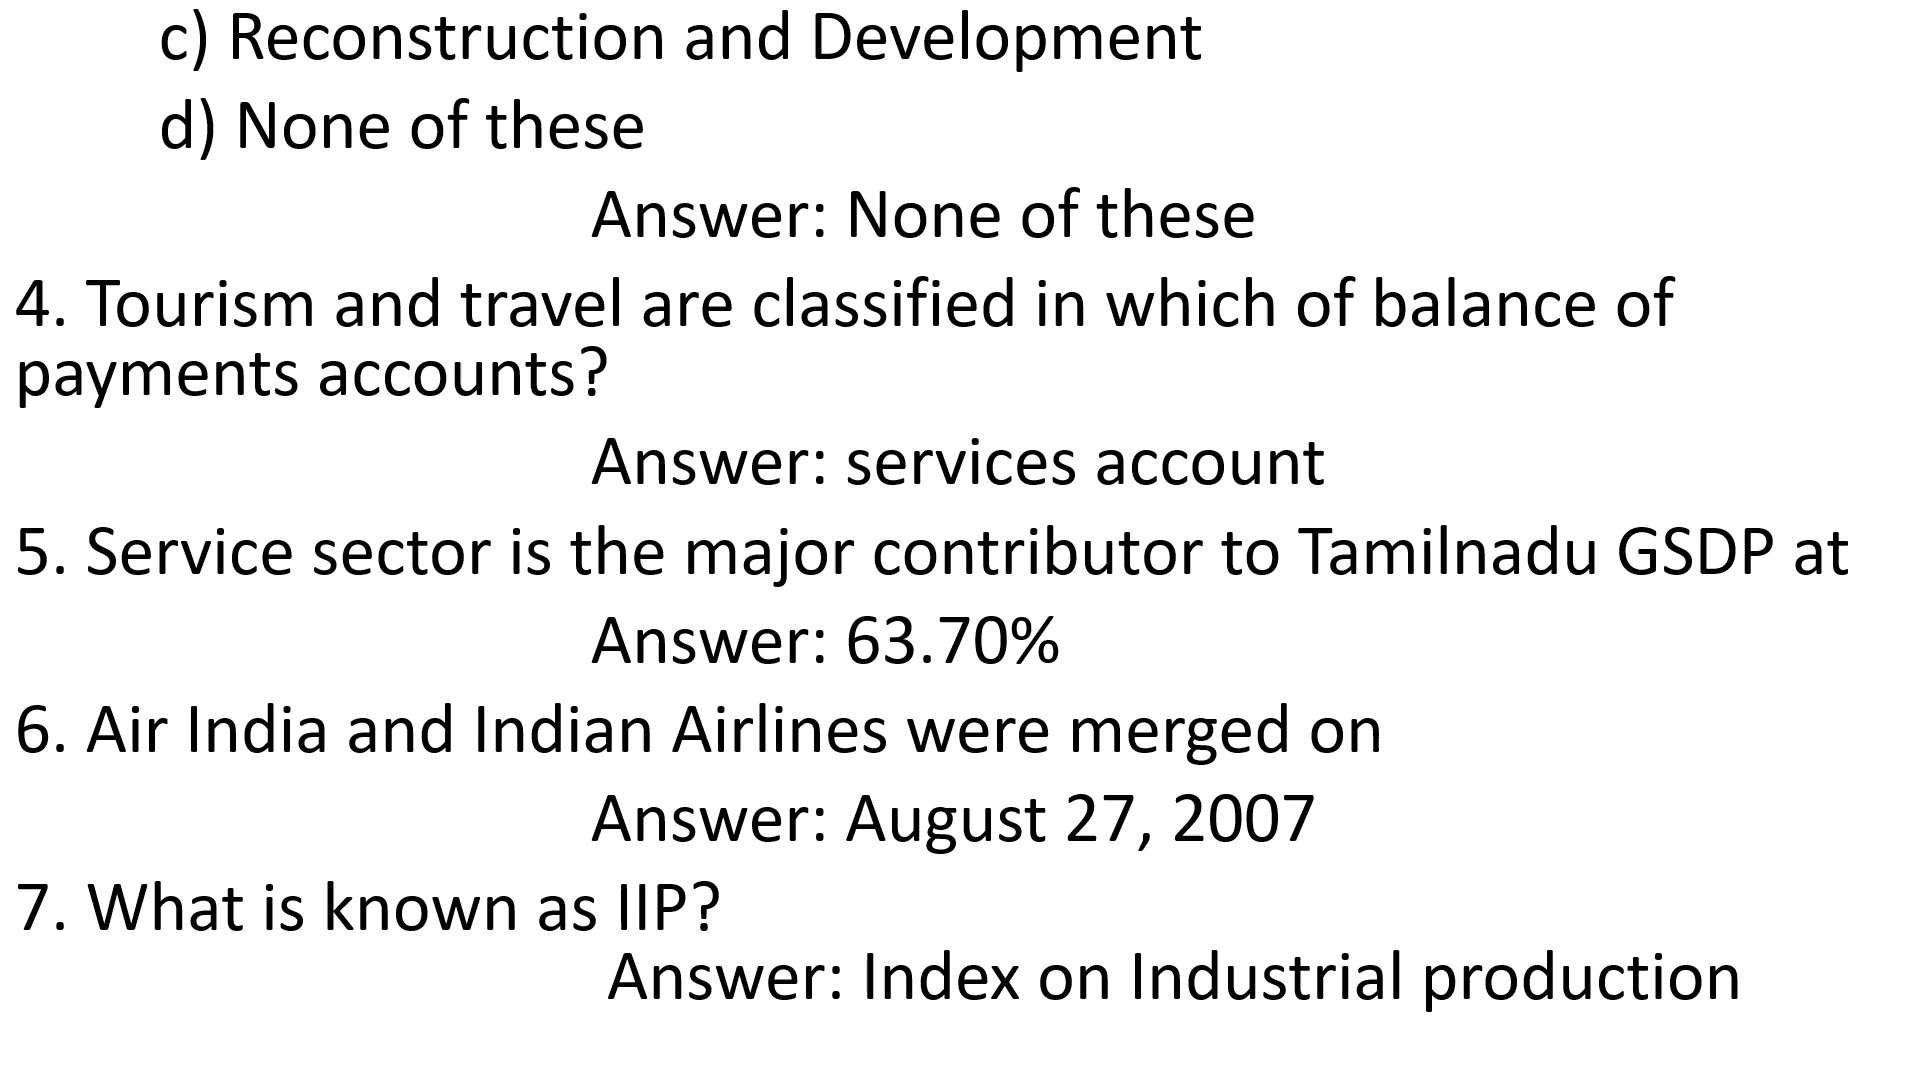 c) Reconstruction and Development
d) None of these
Answer: None of these
4. Tourism and travel are classified in which of balance of
payments accounts?
Answer: services account
5. Service sector is the major contributor to Tamilnadu GSDP at
Answer: 63.70%
6. Air India and Indian Airlines were merged on
Answer: August 27, 2007
7. What is known as IIP?
Answer: Index on Industrial production